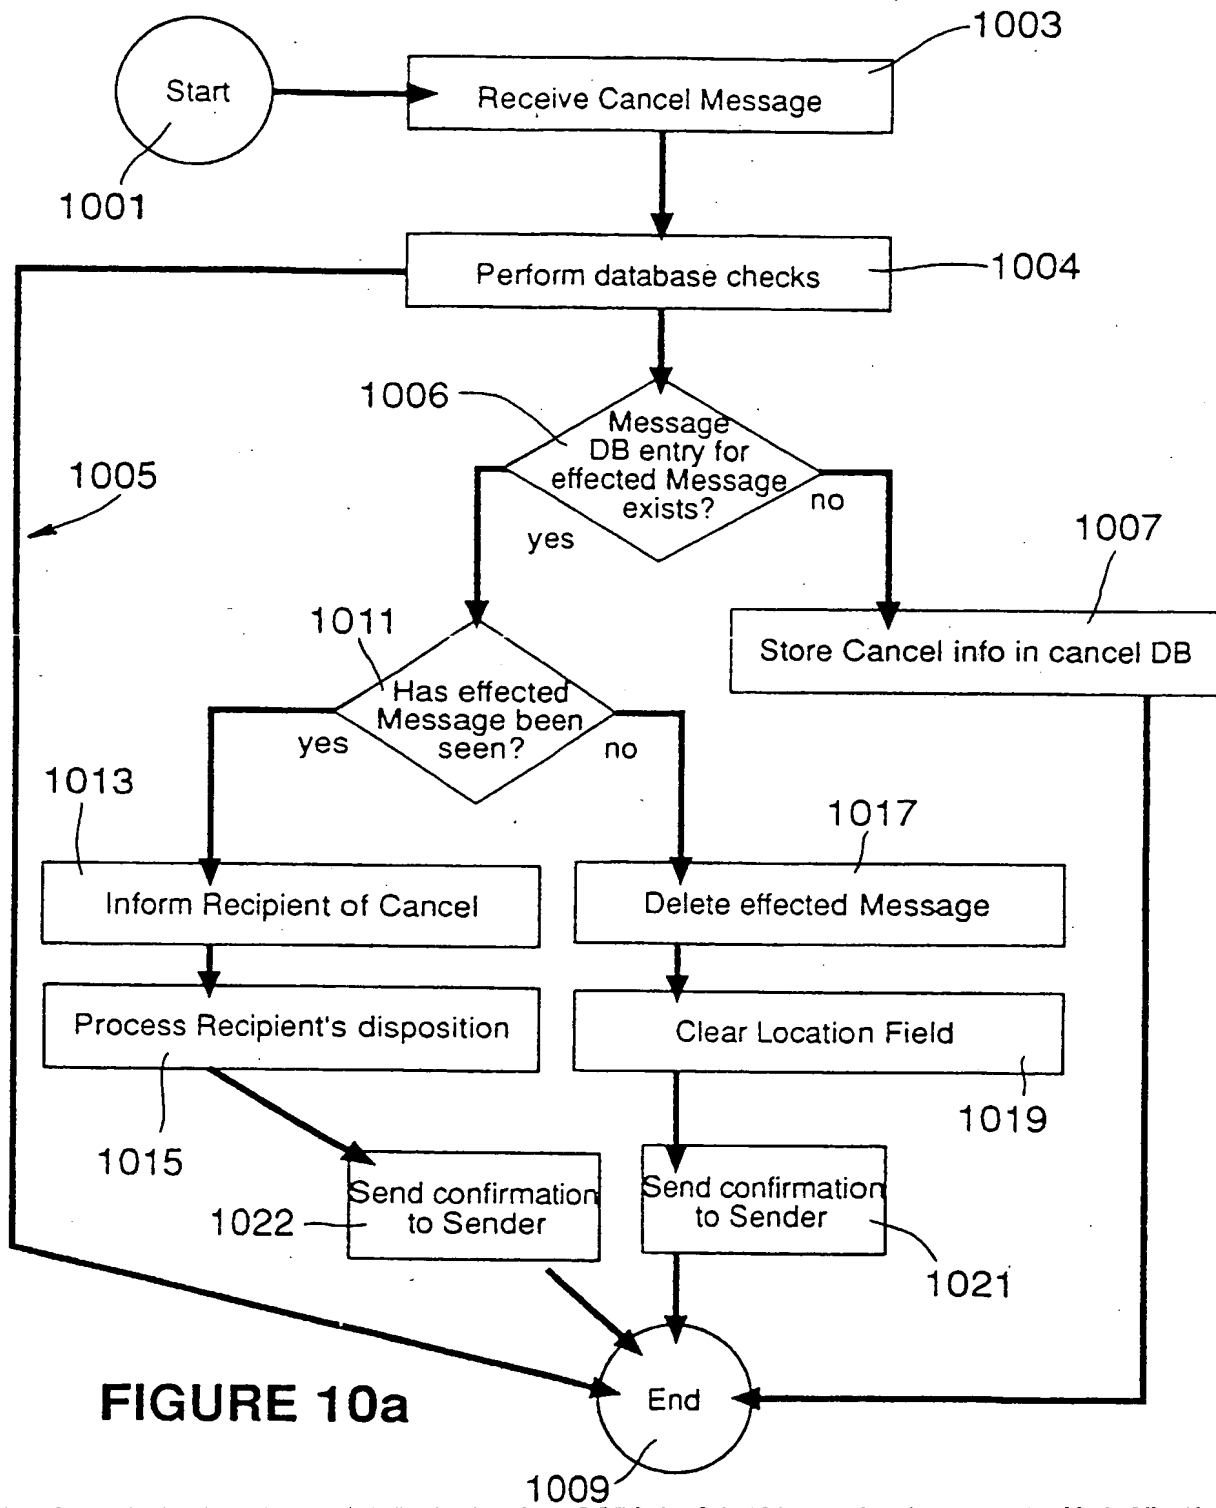 1003
Start
Receive Cancel Message
1001
Perform database checks
1004
1006
Message
DB entry for
effected Message
exists?
no
yes
1005
1007
Store Cancel info in cancel DB
1011
Has effected
Message been
seen?
yes
no
1013
1017
Inform Recipient of Cancel
Delete effected Message
Process Recipient's disposition
Clear Location Field
1015
1019
Send confirmation
to Sender
1022
Send confirmation
to Sender
1021
End
FIGURE 10a
1009